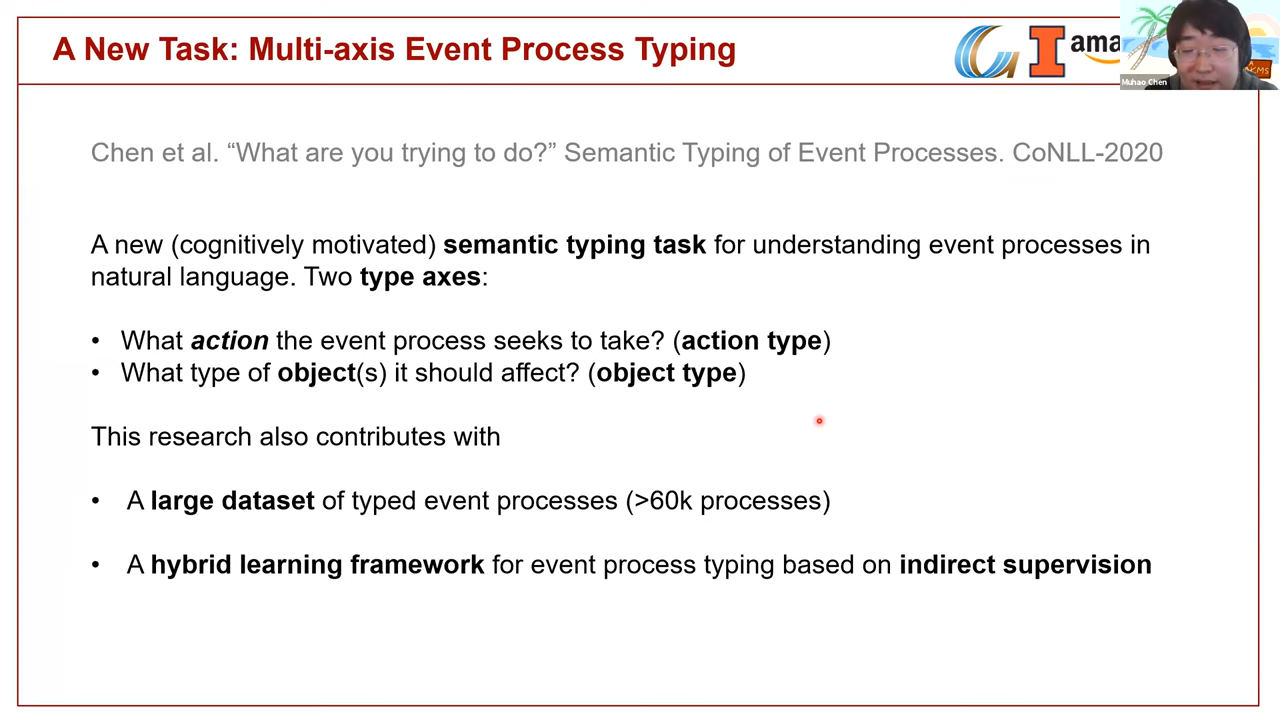 A New Task: Multi-axis Event Process Typing
ama
Muhao Chen
Chen et al. “What are you trying to do?” Semantic Typing of Event Processes. CoNLL-2020
A new (cognitively motivated) semantic typing task for understanding event processes in
natural language. Two type axes:
• What action the event process seeks to take? (action type)
• What type of object(s) it should affect? (object type)
This research also contributes with
• A large dataset of typed event processes (>60k processes)
• A hybrid learning framework for event process typing based on indirect supervision